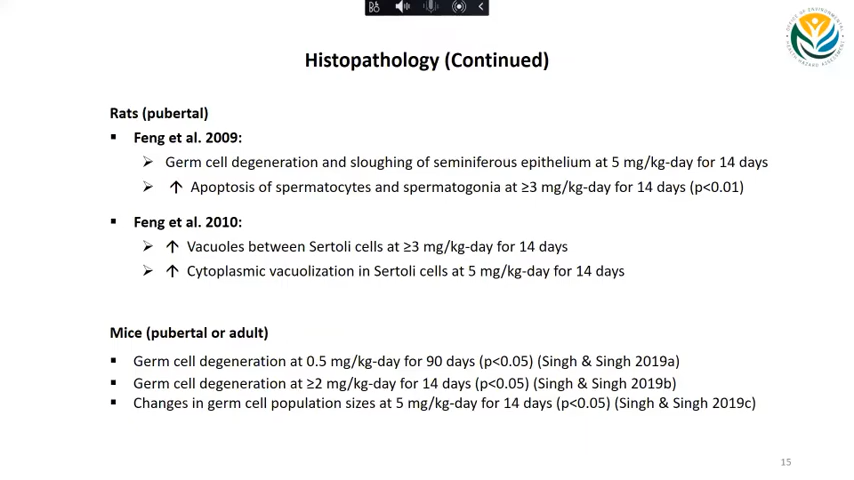 Histopathology (Continued)
Rats (pubertal)
▪ Feng et al. 2009:
➢ Germ cell degeneration and sloughing of seminiferous epithelium at 5 mg/kg-day for 14 days
➢ ↑ Apoptosis of spermatocytes and spermatogonia at ≥3 mg/kg-day for 14 days (p<0.01)
▪ Feng et al. 2010:
➢ ↑ Vacuoles between Sertoli cells at ≥3 mg/kg-day for 14 days
➢ ↑ Cytoplasmic vacuolization in Sertoli cells at 5 mg/kg-day for 14 days
Mice (pubertal or adult)
▪ Germ cell degeneration at 0.5 mg/kg-day for 90 days (p<0.05) (Singh & Singh 2019a)
▪ Germ cell degeneration at ≥2 mg/kg-day for 14 days (p<0.05) (Singh & Singh 2019b)
▪ Changes in germ cell population sizes at 5 mg/kg-day for 14 days (p<0.05) (Singh & Singh 2019c)
15